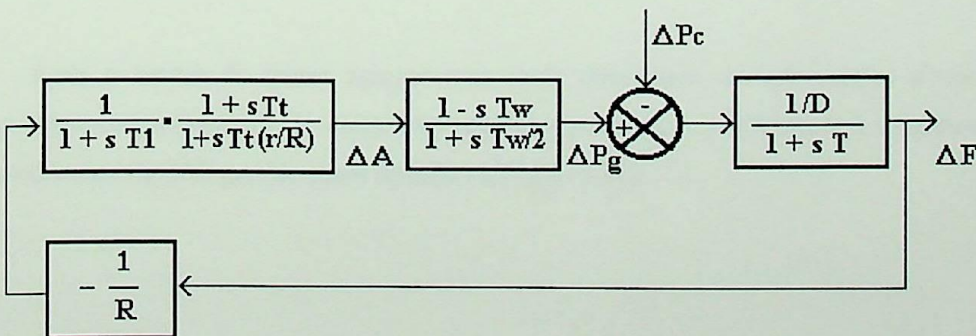 ΔPc
1 / 1 + s T1 · 1 + sTt / 1+sTt(r/R)
ΔA
1 - s Tw / 1 + s Tw/2
ΔPg
+
-
1/D / 1 + s T
ΔF
- 1 / R